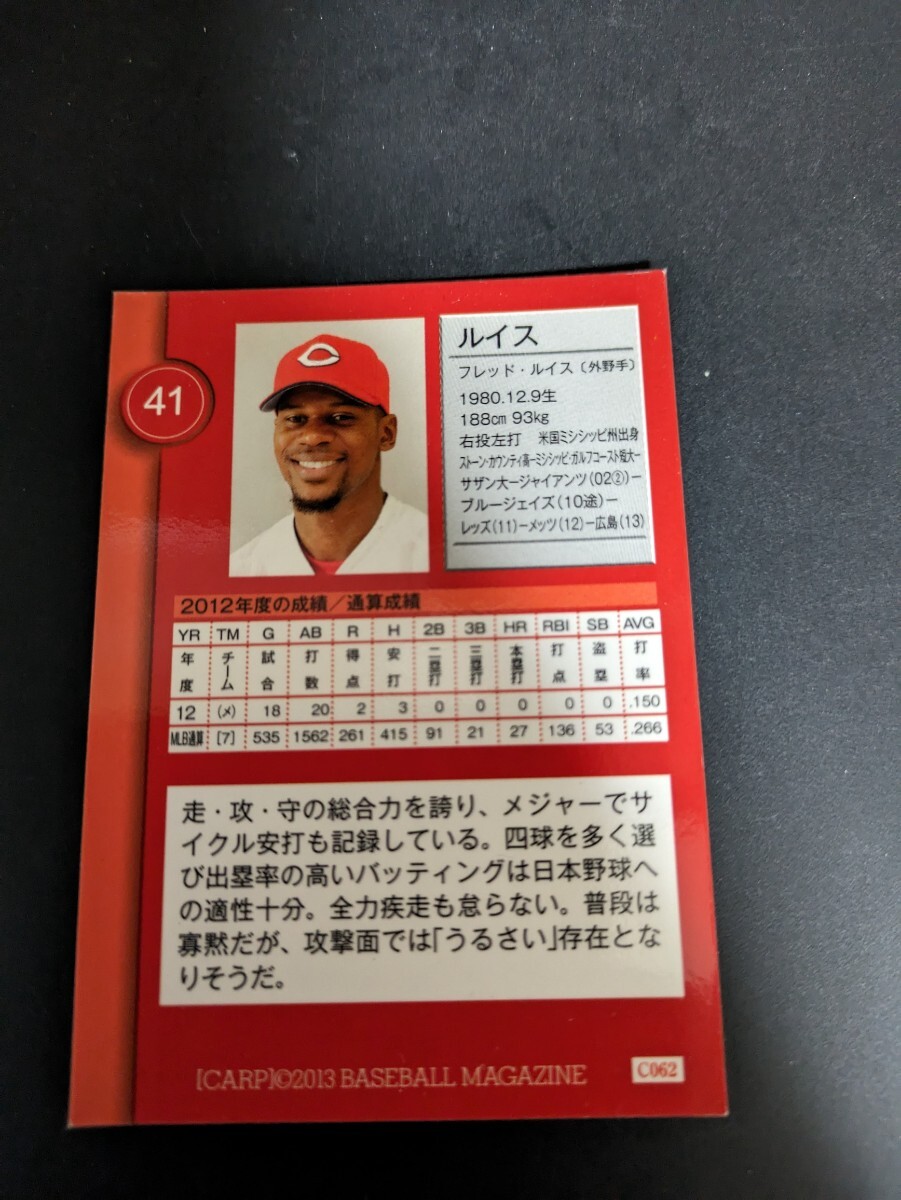 41
ルイス
フレッド・ルイス〔外野手〕
1980.12.9生
188cm 93kg
右投左打 米国ミシシッピ州出身
ストーン・カウンティ高ーミシシッピ・ガルフコースト短大ー
サザン大ージャイアンツ(02②)ー
ブルージェイズ(10途)ー
レッズ(11)ーメッツ(12)ー広島(13)
2012年度の成績/通算成績
YR TM G AB R H 2B 3B HR RBI SB AVG
年度 チーム 試合 打数 得点 安打 二塁打 三塁打 本塁打 打点 盗塁 打率
12 (メ) 18 20 2 3 0 0 0 0 0 .150
MLB通算 [7] 535 1562 261 415 91 21 27 136 53 .266
走・攻・守の総合力を誇り、メジャーでサ
イクル安打も記録している。四球を多く選
び出塁率の高いバッティングは日本野球へ
の適性十分。全力疾走も怠らない。普段は
寡黙だが、攻撃面では「うるさい」存在とな
りそうだ。
[CARP]©2013 BASEBALL MAGAZINE
C062